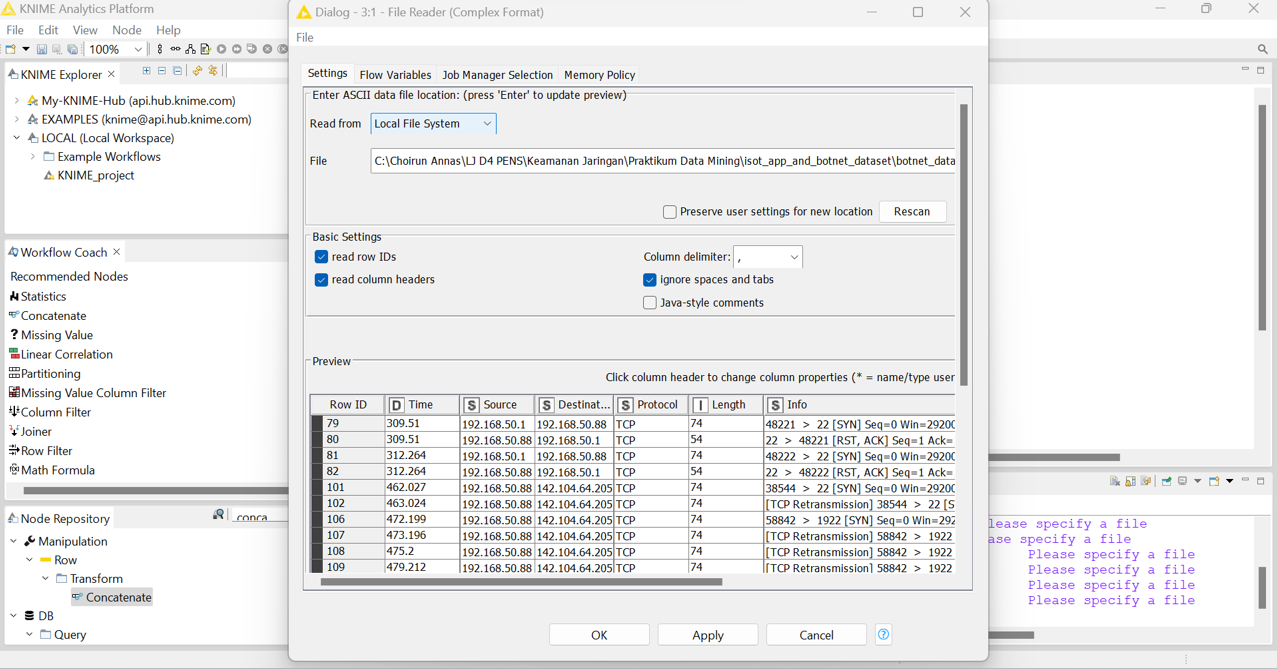 KNIME Analytics Platform
File Edit View Node Help
100%
KNIME Explorer
My-KNIME-Hub (api.hub.knime.com)
EXAMPLES (knime@api.hub.knime.com)
LOCAL (Local Workspace)
Example Workflows
KNIME_project
Workflow Coach
Recommended Nodes
Statistics
Concatenate
? Missing Value
Linear Correlation
Partitioning
Missing Value Column Filter
Column Filter
Joiner
Row Filter
Math Formula
Node Repository
conca
Manipulation
Row
Transform
Concatenate
DB
Query
Dialog - 3:1 - File Reader (Complex Format)
File
Settings Flow Variables Job Manager Selection Memory Policy
Enter ASCII data file location: (press 'Enter' to update preview)
Read from Local File System
File C:\Choirun Annas\LJ D4 PENS\Keamanan Jaringan\Praktikum Data Mining\isot_app_and_botnet_dataset\botnet_data
Preserve user settings for new location Rescan
Basic Settings
read row IDs Column delimiter: ,
read column headers ignore spaces and tabs
Java-style comments
Preview
Click column header to change column properties (* = name/type user
Row ID D Time S Source S Destinat... S Protocol I Length S Info
79 309.51 192.168.50.1 192.168.50.88 TCP 74 48221 > 22 [SYN] Seq=0 Win=29200
80 309.51 192.168.50.88 192.168.50.1 TCP 54 22 > 48221 [RST, ACK] Seq=1 Ack=
81 312.264 192.168.50.1 192.168.50.88 TCP 74 48222 > 22 [SYN] Seq=0 Win=29200
82 312.264 192.168.50.88 192.168.50.1 TCP 54 22 > 48222 [RST, ACK] Seq=1 Ack=
101 462.027 192.168.50.88 142.104.64.205 TCP 74 38544 > 22 [SYN] Seq=0 Win=29200
102 463.024 192.168.50.88 142.104.64.205 TCP 74 [TCP Retransmission] 38544 > 22 [S
106 472.199 192.168.50.88 142.104.64.205 TCP 74 58842 > 1922 [SYN] Seq=0 Win=292
107 473.196 192.168.50.88 142.104.64.205 TCP 74 [TCP Retransmission] 58842 > 1922
108 475.2 192.168.50.88 142.104.64.205 TCP 74 [TCP Retransmission] 58842 > 1922
109 479.212 192.168.50.88 142.104.64.205 TCP 74 [TCP Retransmission] 58842 > 1922
OK Apply Cancel ?
lease specify a file
ase specify a file
Please specify a file
Please specify a file
Please specify a file
Please specify a file